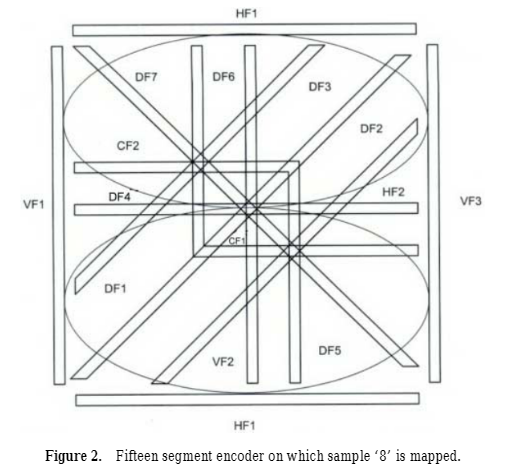 HF1
DF7 DF6 DF3
DF2
CF2
DF4 HF2
VF1 VF3
CF1
DF1
VF2 DF5
HF1
Figure 2. Fifteen segment encoder on which sample ‘8’ is mapped.